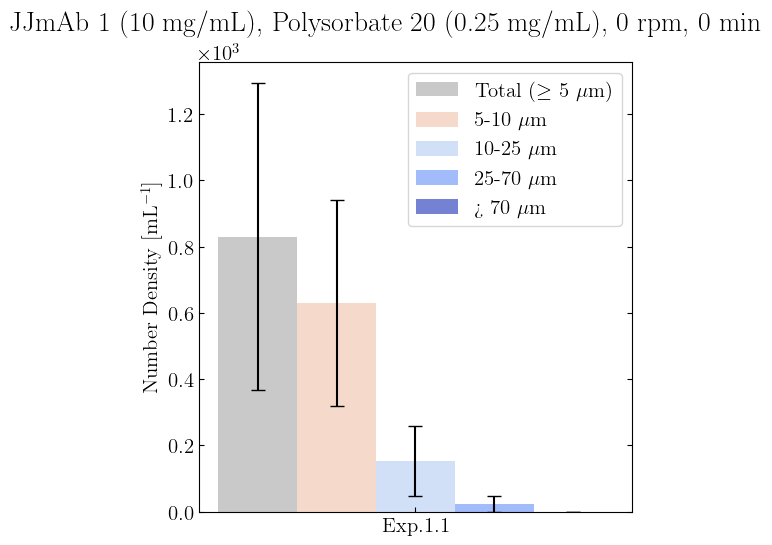 JJmAb 1 (10 mg/mL), Polysorbate 20 (0.25 mg/mL), 0 rpm, 0 min
×10³
Total (≥ 5 μm)
5-10 μm
10-25 μm
25-70 μm
¿ 70 μm
Number Density [mL⁻¹]
1.2
1.0
0.8
0.6
0.4
0.2
0.0
Exp.1.1